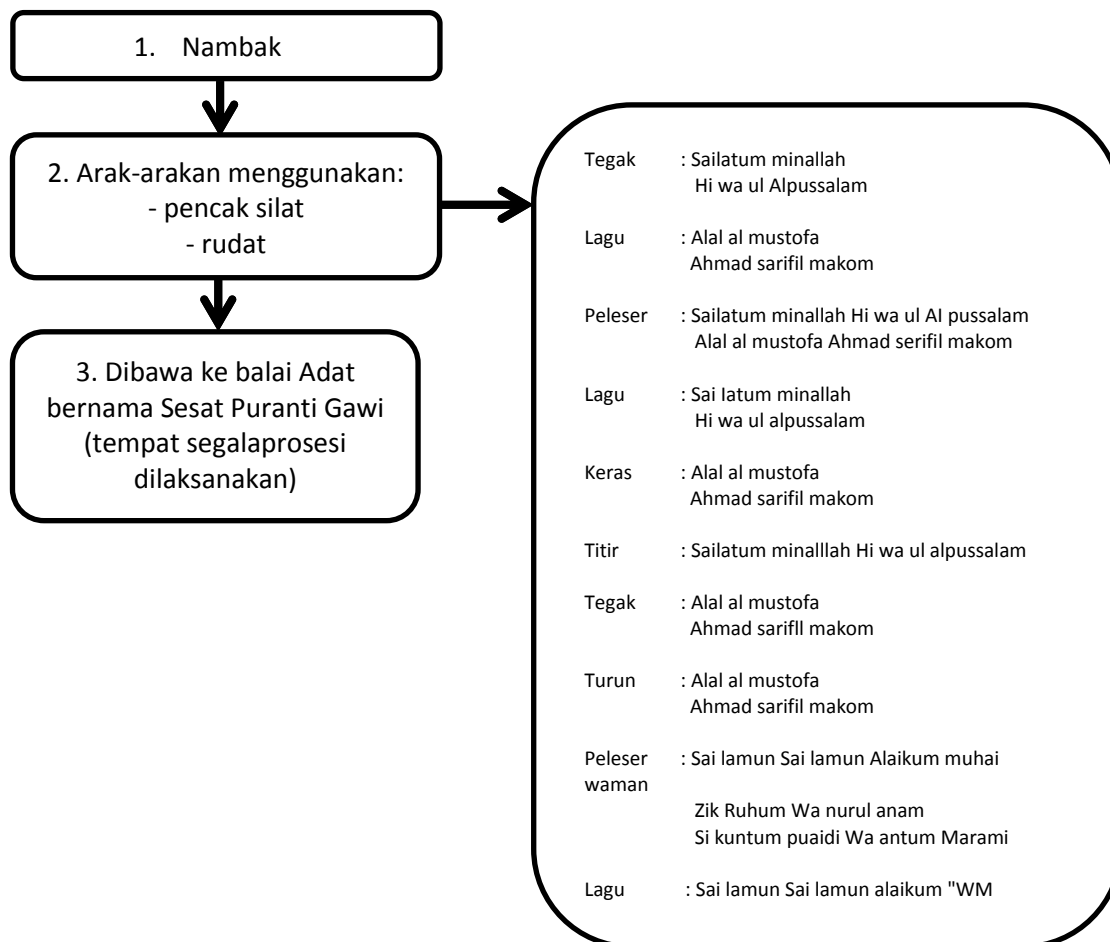 1. Nambak
2. Arak-arakan menggunakan:
- pencak silat
- rudat
3. Dibawa ke balai Adat
bernama Sesat Puranti Gawi
(tempat segalaprosesi
dilaksanakan)
Tegak : Sailatum minallah
Hi wa ul Alpussalam
Lagu : Alal al mustofa
Ahmad sarifil makom
Peleser : Sailatum minallah Hi wa ul AI pussalam
Alal al mustofa Ahmad serifil makom
Lagu : Sai Iatum minallah
Hi wa ul alpussalam
Keras : Alal al mustofa
Ahmad sarifil makom
Titir : Sailatum minalllah Hi wa ul alpussalam
Tegak : Alal al mustofa
Ahmad sarifll makom
Turun : Alal al mustofa
Ahmad sarifil makom
Peleser : Sai lamun Sai lamun Alaikum muhai
waman
Zik Ruhum Wa nurul anam
Si kuntum puaidi Wa antum Marami
Lagu : Sai lamun Sai lamun alaikum "WM